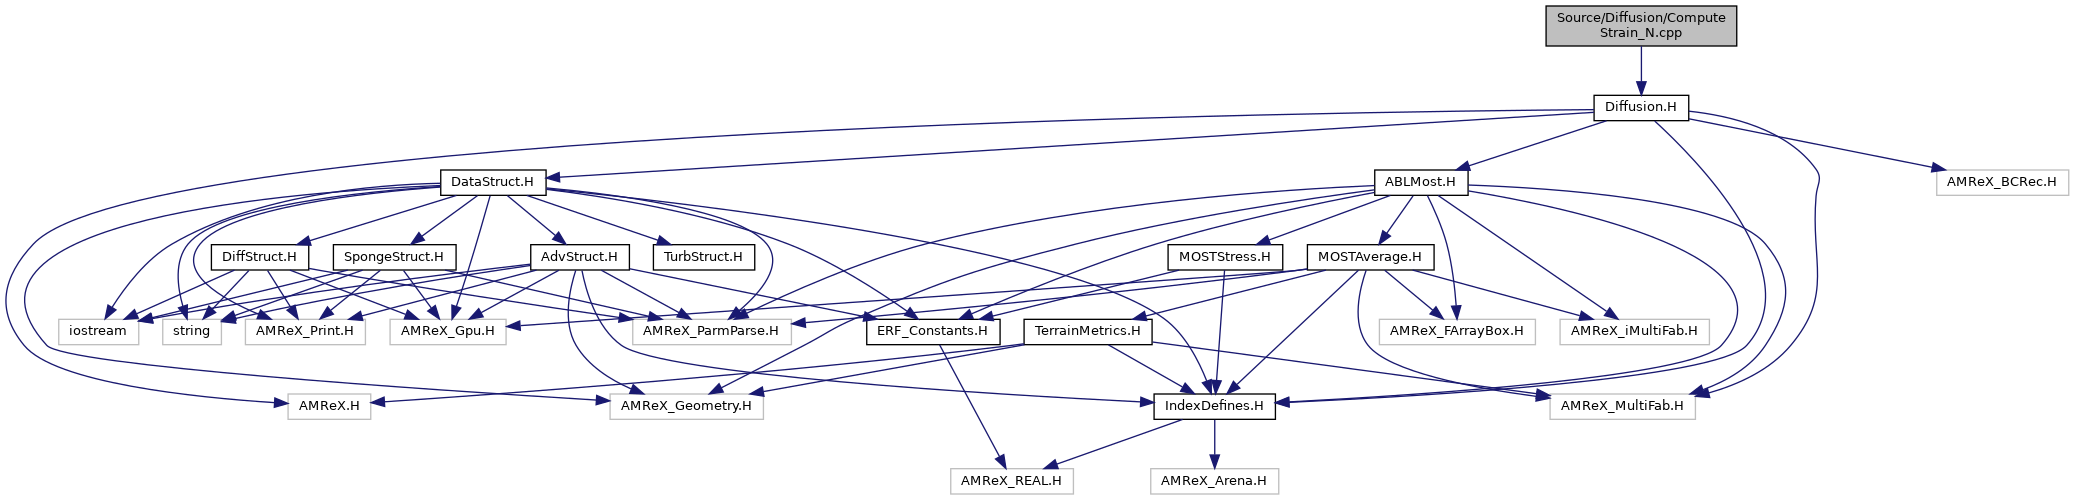 Source/Diffusion/Compute
Strain_N.cpp
Diffusion.H
DataStruct.H
ABLMost.H
AMReX_BCRec.H
DiffStruct.H
SpongeStruct.H
AdvStruct.H
TurbStruct.H
MOSTStress.H
MOSTAverage.H
iostream
string
AMReX_Print.H
AMReX_Gpu.H
AMReX_ParmParse.H
ERF_Constants.H
TerrainMetrics.H
AMReX_FArrayBox.H
AMReX_iMultiFab.H
AMReX.H
AMReX_Geometry.H
IndexDefines.H
AMReX_MultiFab.H
AMReX_REAL.H
AMReX_Arena.H